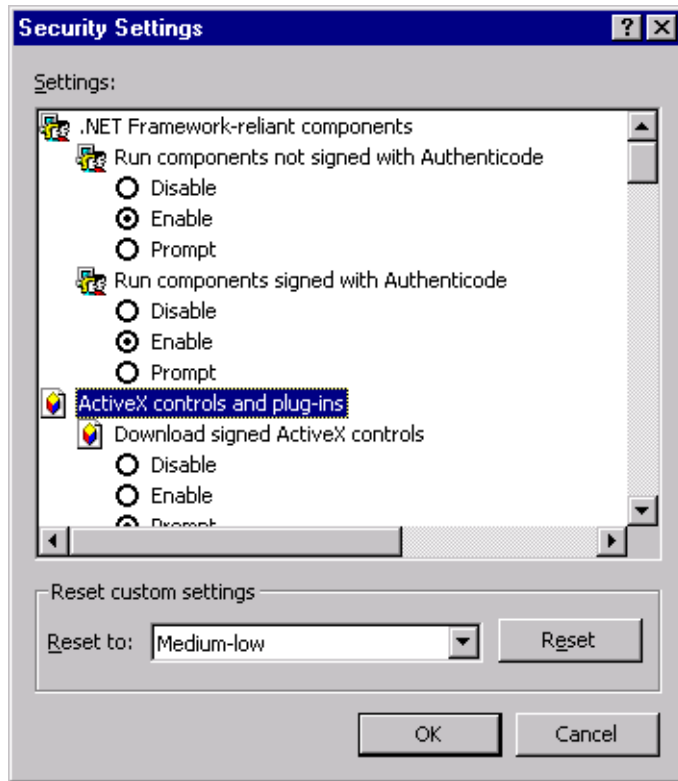 Security Settings
Settings:
.NET Framework-reliant components
Run components not signed with Authenticode
Disable
Enable
Prompt
Run components signed with Authenticode
Disable
Enable
Prompt
ActiveX controls and plug-ins
Download signed ActiveX controls
Disable
Enable
Prompt
Reset custom settings
Reset to: Medium-low Reset
OK Cancel